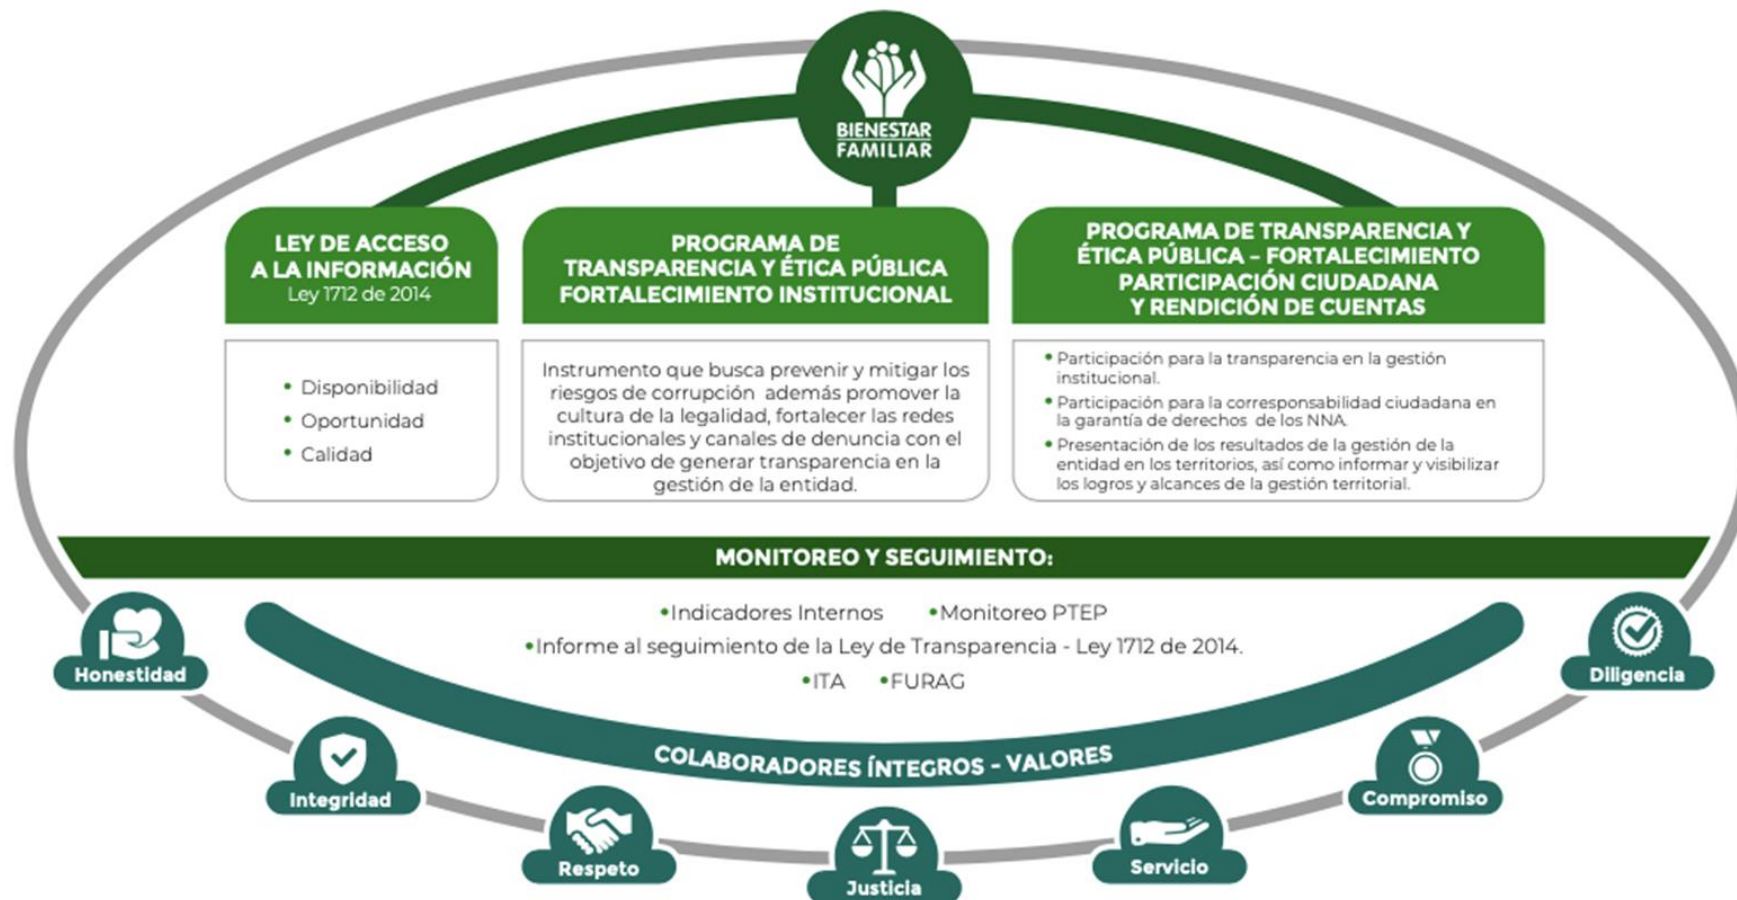 BIENESTAR
FAMILIAR
LEY DE ACCESO
A LA INFORMACIÓN
Ley 1712 de 2014
• Disponibilidad
• Oportunidad
• Calidad
PROGRAMA DE
TRANSPARENCIA Y ÉTICA PÚBLICA
FORTALECIMIENTO INSTITUCIONAL
Instrumento que busca prevenir y mitigar los
riesgos de corrupción además promover la
cultura de la legalidad, fortalecer las redes
institucionales y canales de denuncia con el
objetivo de generar transparencia en la
gestión de la entidad.
PROGRAMA DE TRANSPARENCIA Y
ÉTICA PÚBLICA – FORTALECIMIENTO
PARTICIPACIÓN CIUDADANA
Y RENDICIÓN DE CUENTAS
• Participación para la transparencia en la gestión
institucional.
• Participación para la corresponsabilidad ciudadana en
la garantía de derechos de los NNA.
• Presentación de los resultados de la gestión de la
entidad en los territorios, así como informar y visibilizar
los logros y alcances de la gestión territorial.
MONITOREO Y SEGUIMIENTO:
•Indicadores Internos •Monitoreo PTEP
•Informe al seguimiento de la Ley de Transparencia - Ley 1712 de 2014.
•ITA •FURAG
COLABORADORES ÍNTEGROS – VALORES
Honestidad
Integridad
Respeto
Justicia
Servicio
Compromiso
Diligencia